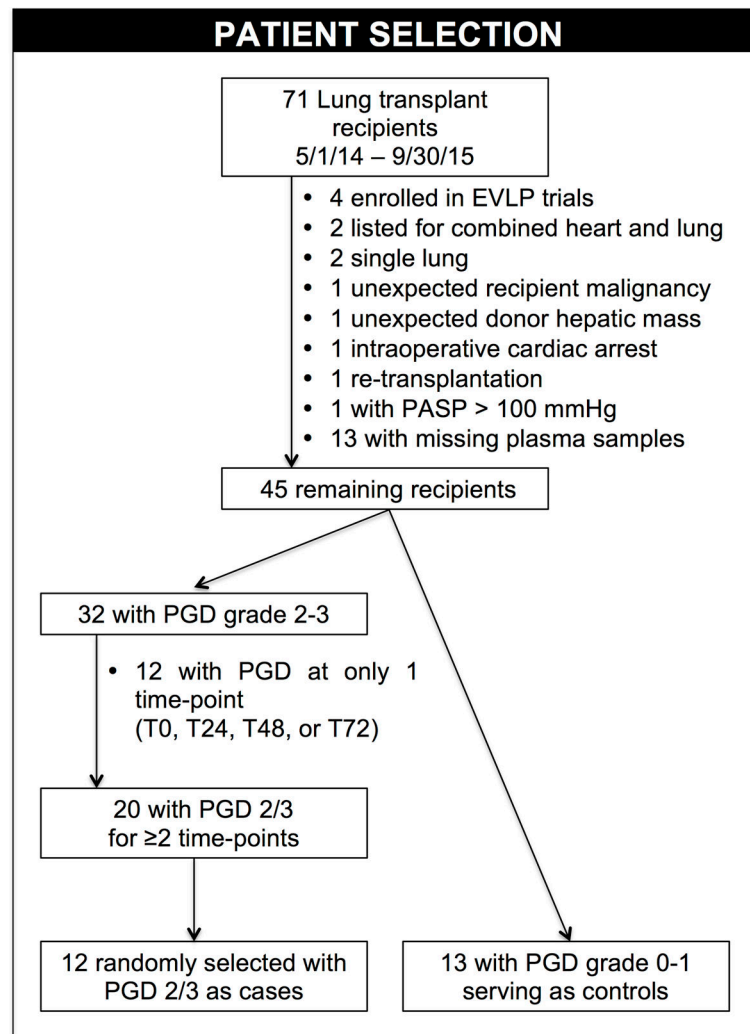 PATIENT SELECTION
71 Lung transplant
recipients
5/1/14 – 9/30/15
• 4 enrolled in EVLP trials
• 2 listed for combined heart and lung
• 2 single lung
• 1 unexpected recipient malignancy
• 1 unexpected donor hepatic mass
• 1 intraoperative cardiac arrest
• 1 re-transplantation
• 1 with PASP > 100 mmHg
• 13 with missing plasma samples
45 remaining recipients
32 with PGD grade 2-3
• 12 with PGD at only 1
time-point
(T0, T24, T48, or T72)
20 with PGD 2/3
for ≥2 time-points
12 randomly selected with
PGD 2/3 as cases
13 with PGD grade 0-1
serving as controls